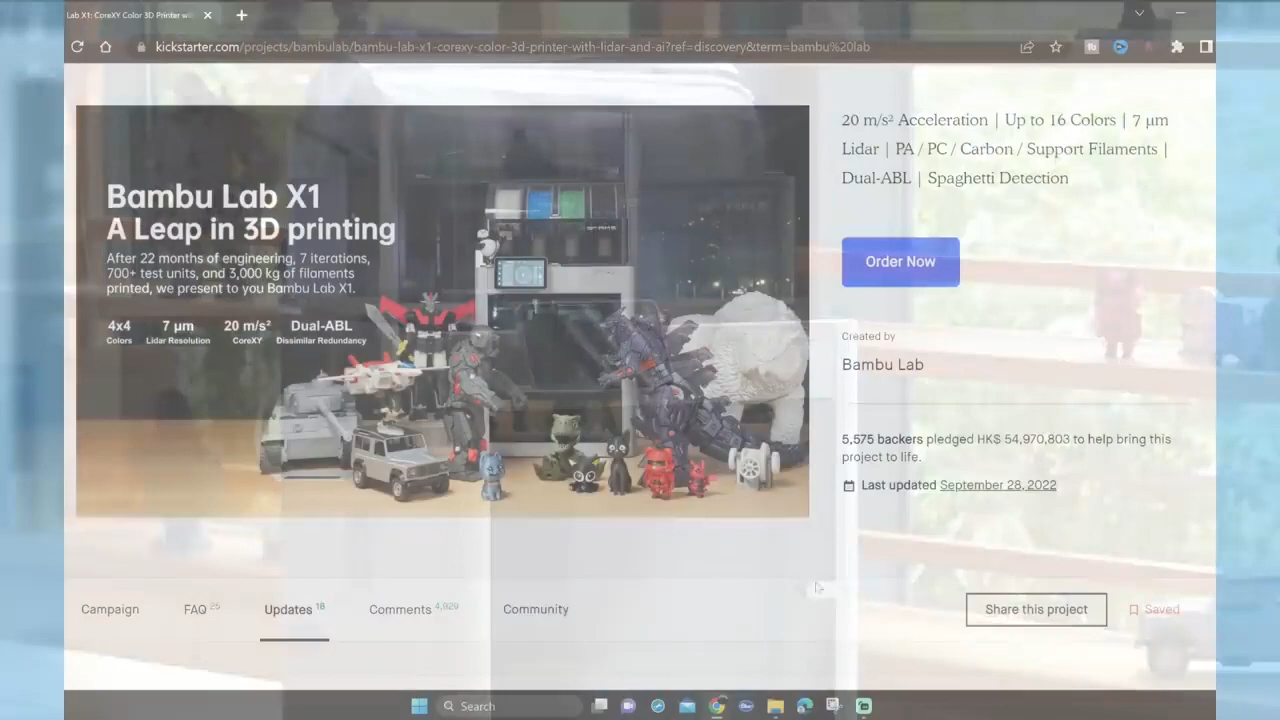 Lab X1: CoreXY Color 3D Printer wi
kickstarter.com/projects/bambulab/bambu-lab-x1-corexy-color-3d-printer-with-lidar-and-ai?ref=discovery&term=bambu%20lab
Bambu Lab X1
A Leap in 3D printing
After 22 months of engineering, 7 iterations,
700+ test units, and 3,000 kg of filaments
printed, we present to you Bambu Lab X1.
4x4 7 μm 20 m/s² Dual-ABL
Colors Lidar Resolution CoreXY Dissimilar Redundancy
20 m/s² Acceleration | Up to 16 Colors | 7 μm
Lidar | PA / PC / Carbon / Support Filaments |
Dual-ABL | Spaghetti Detection
Order Now
Created by
Bambu Lab
5,575 backers pledged HK$ 54,970,803 to help bring this
project to life.
Last updated September 28, 2022
Campaign FAQ 25 Updates 18 Comments 4,929 Community
Share this project Saved
Search